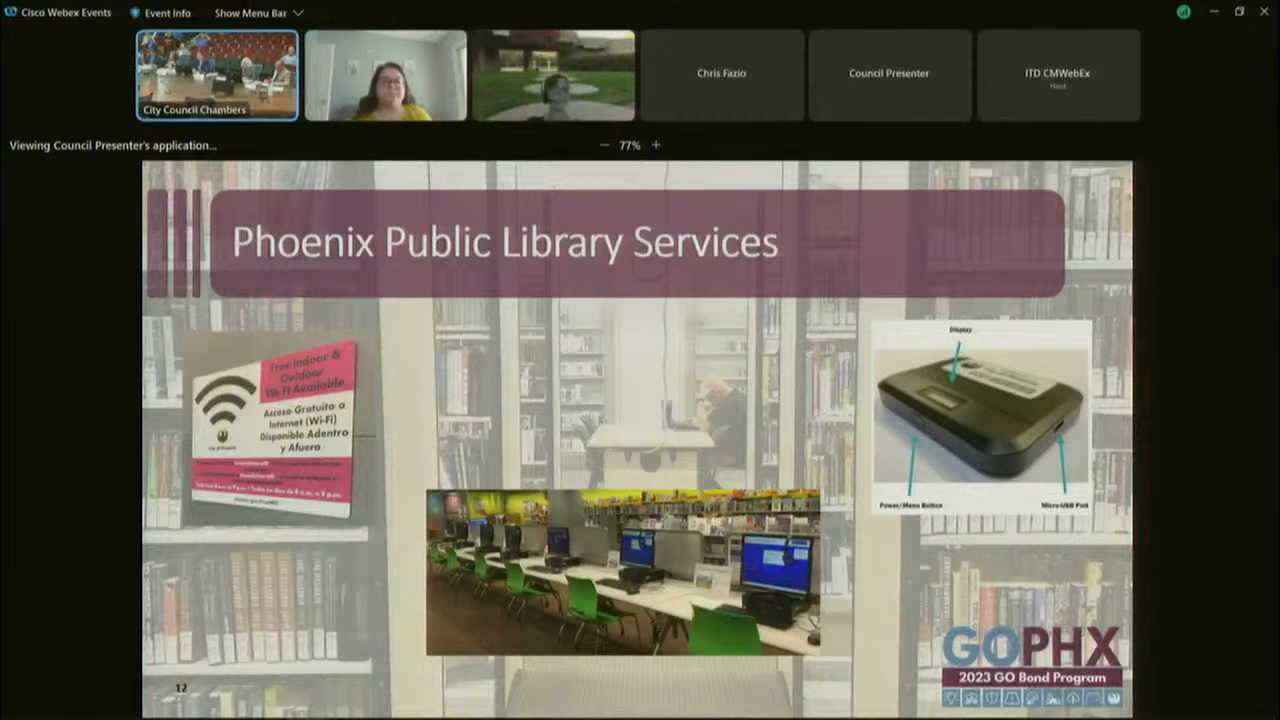 Cisco Webex Events
Event Info
Show Menu Bar
City Council Chambers
Chris Fazio
Council Presenter
ITD CMWebEx
Host
Viewing Council Presenter's application...
77%
Phoenix Public Library Services
Free Indoor &
Outdoor
Wi-Fi Available
Acceso Gratuito a
Internet (Wi-Fi)
Disponible Adentro
y Afuera
Display
Power/Menu Button
Micro-USB Port
GOPHX
2023 GO Bond Program
12